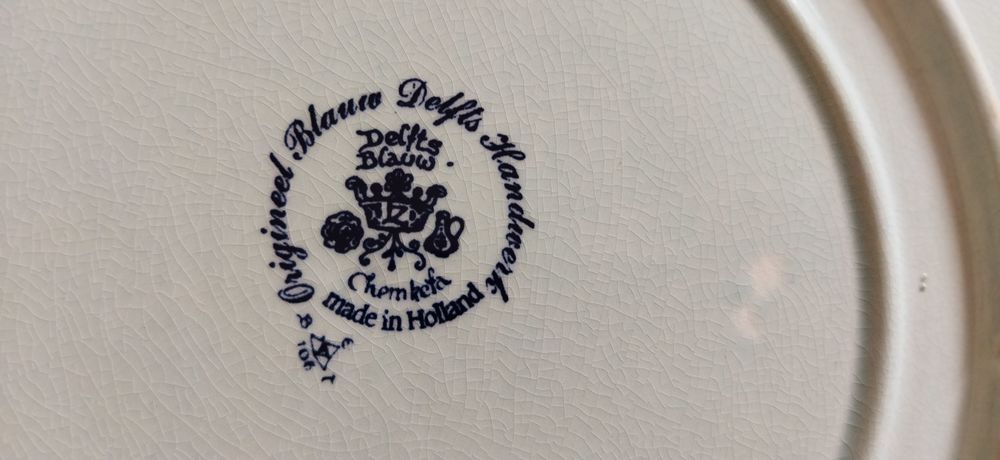 Origineel Blauw Delfts Handwerk
Delfts
Blauw.
Chemkefa
made in Holland